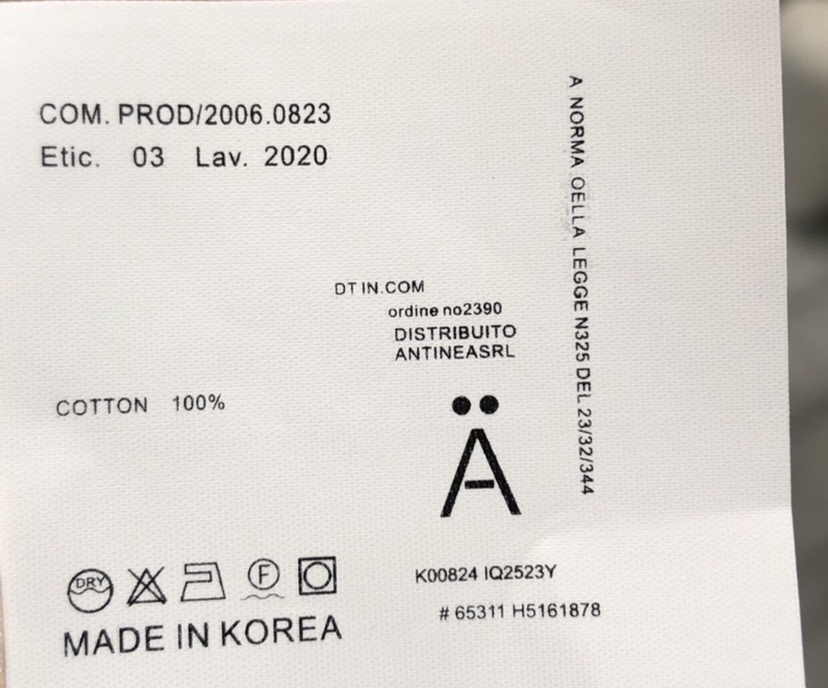 COM. PROD/2006.0823
Etic. 03 Lav. 2020
A NORMA OELLA LEGGE N325 DEL 23/32/344
DT IN.COM
ordine no2390
DISTRIBUITO
ANTINEASRL
COTTON 100%
Ä
DRY
F
K00824 IQ2523Y
# 65311 H5161878
MADE IN KOREA